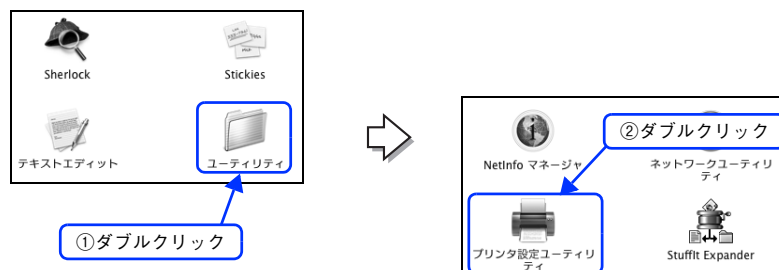 Sherlock
Stickies
テキストエディット
ユーティリティ
①ダブルクリック
②ダブルクリック
NetInfo マネージャ
ネットワークユーティリ
ティ
プリンタ設定ユーティリ
ティ
StuffIt Expander